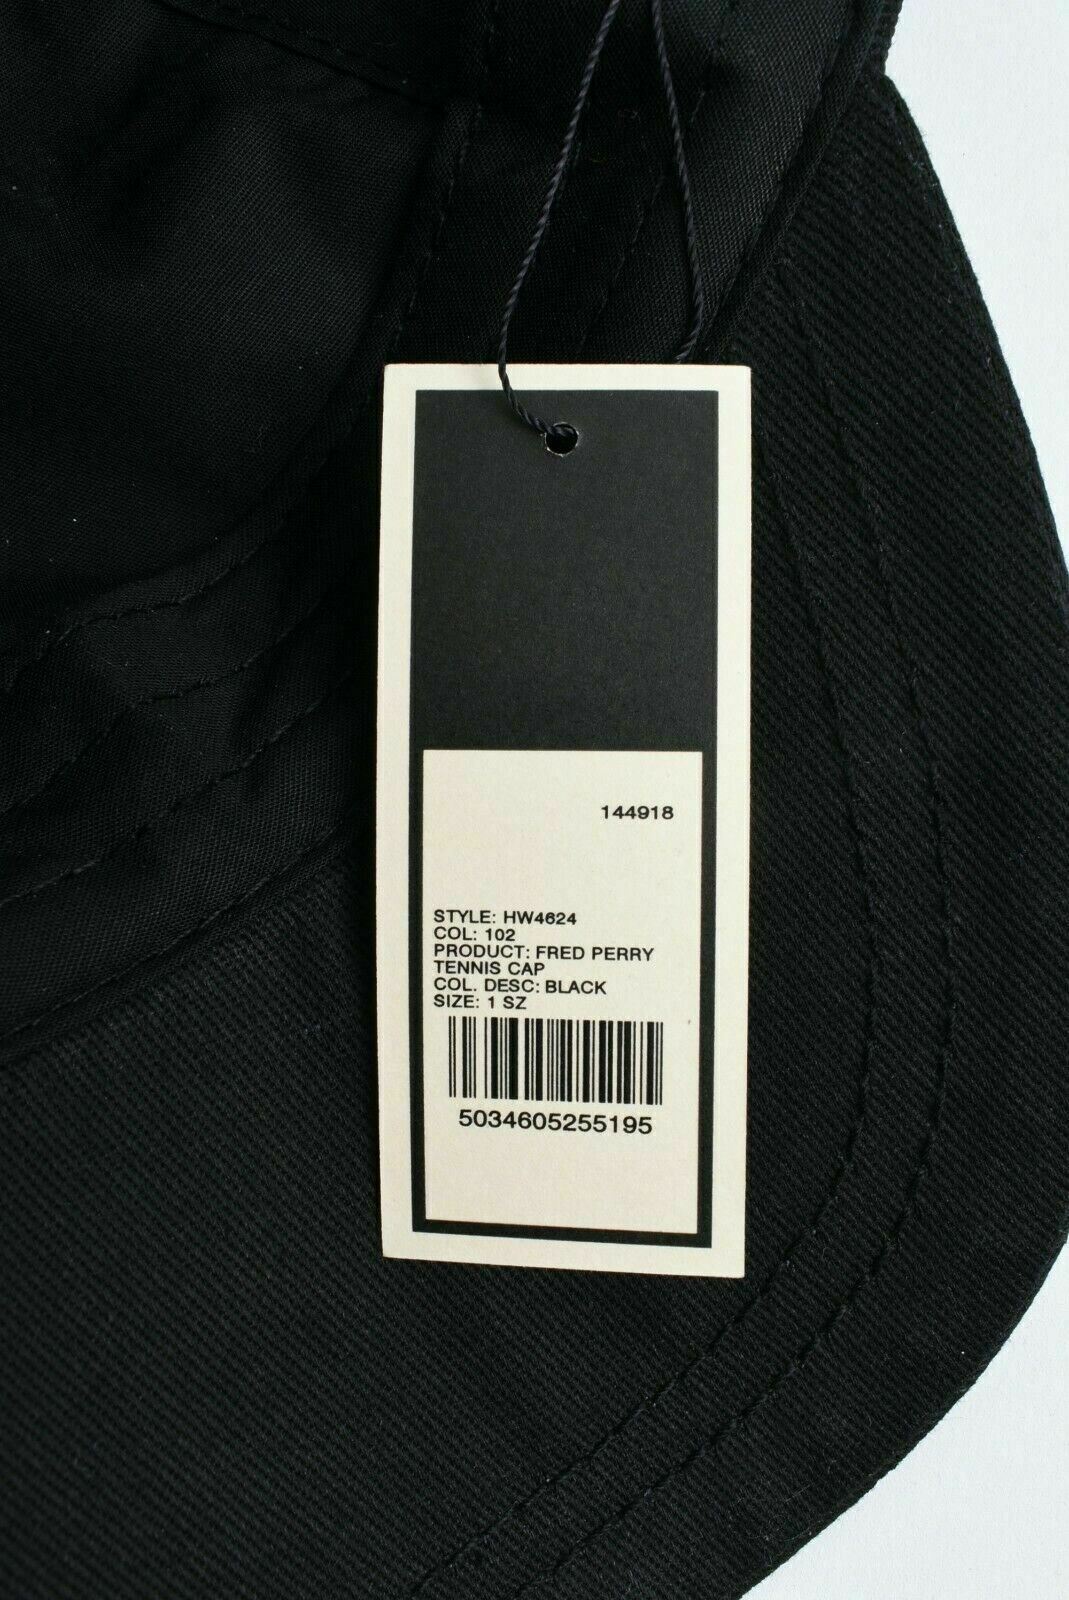 144918
STYLE: HW4624
COL: 102
PRODUCT: FRED PERRY
TENNIS CAP
COL. DESC: BLACK
SIZE: 1 SZ
5034605255195